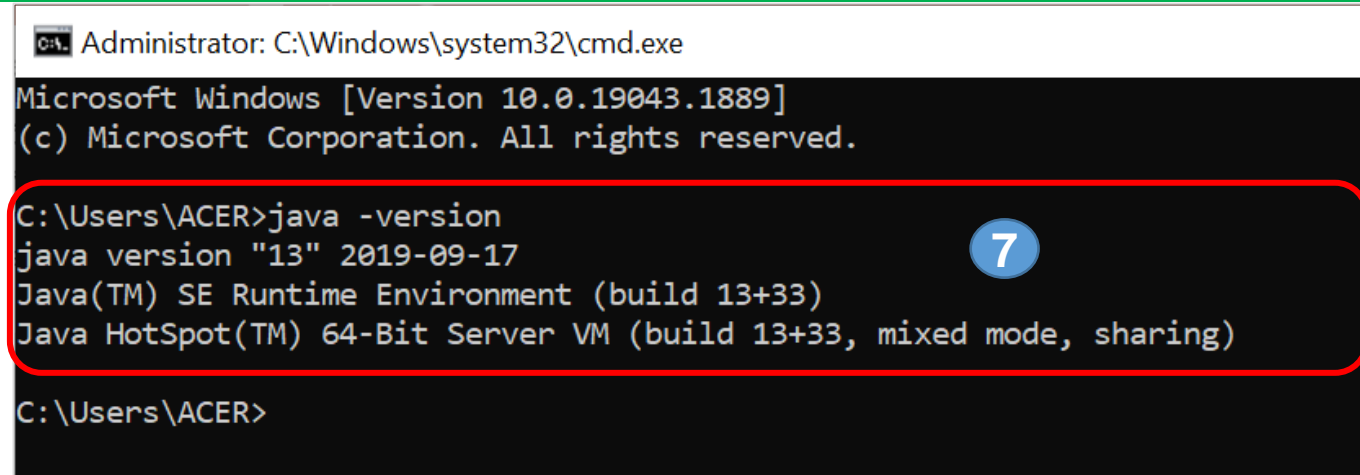 Administrator: C:\Windows\system32\cmd.exe
Microsoft Windows [Version 10.0.19043.1889]
(c) Microsoft Corporation. All rights reserved.
C:\Users\ACER>java -version
java version "13" 2019-09-17
7
Java(TM) SE Runtime Environment (build 13+33)
Java HotSpot(TM) 64-Bit Server VM (build 13+33, mixed mode, sharing)
C:\Users\ACER>